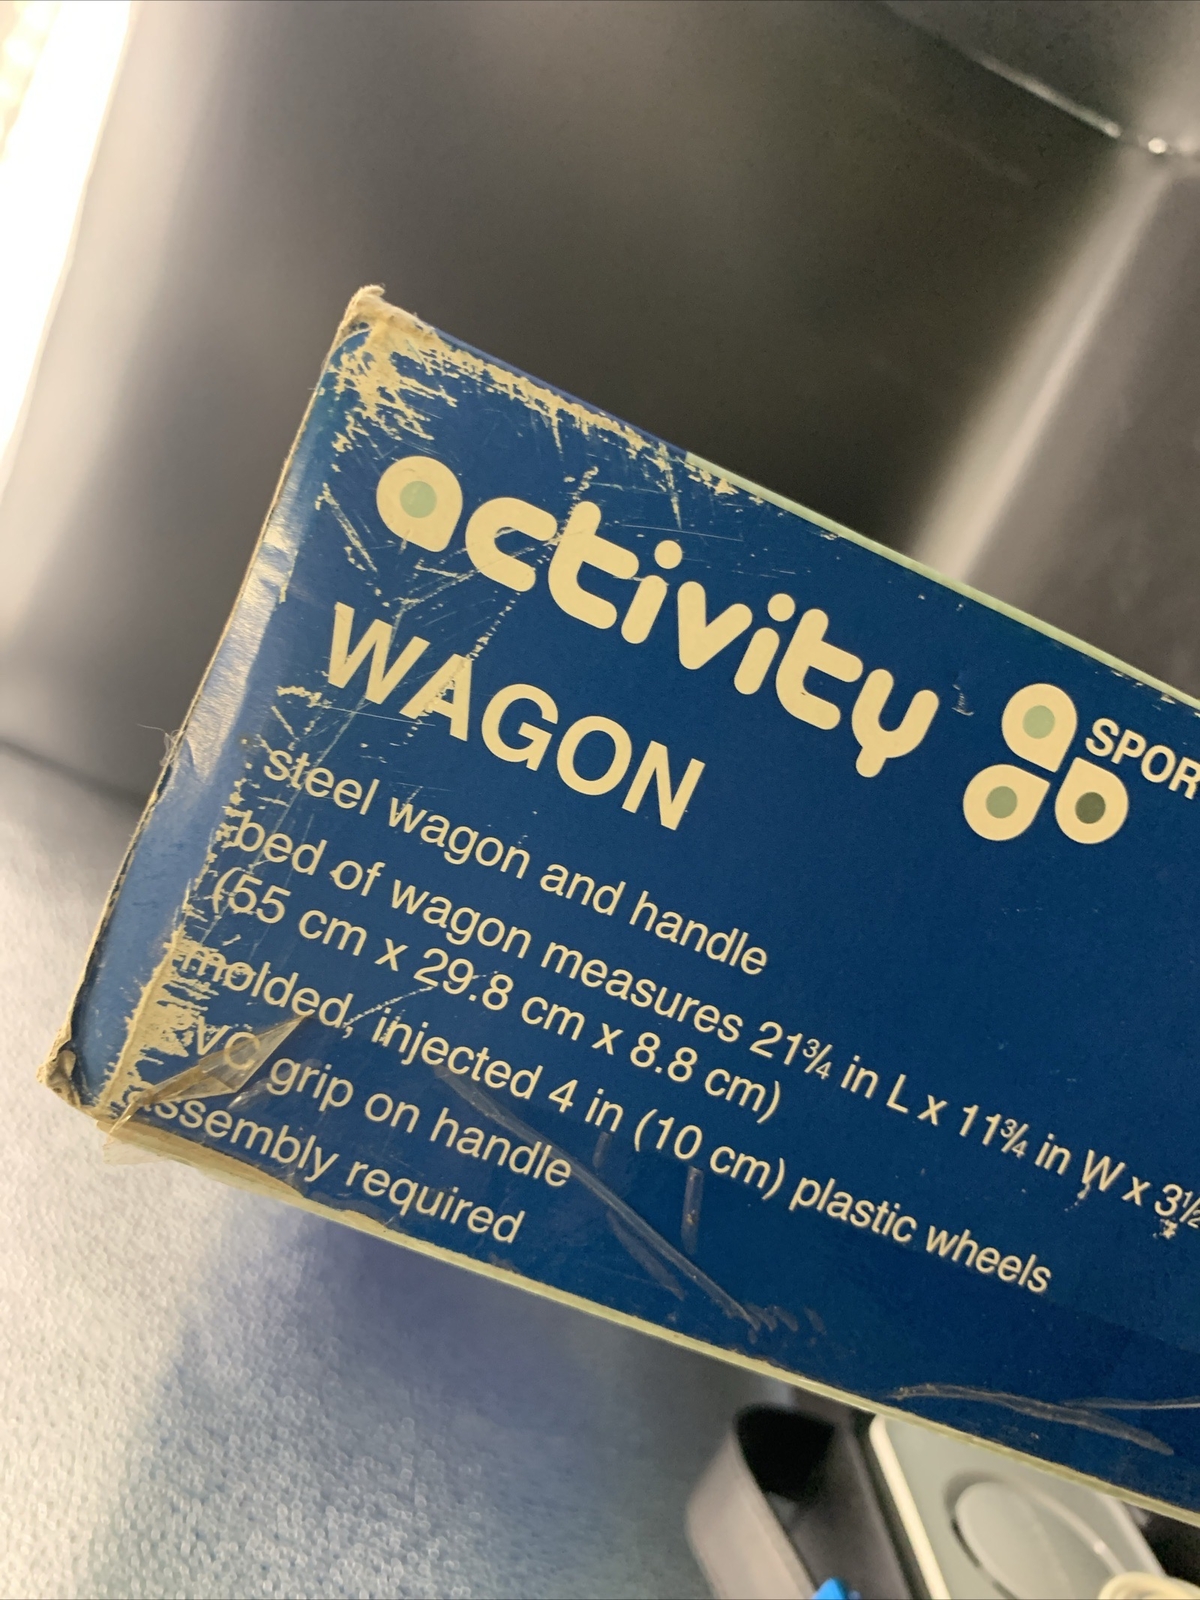 activity
SPOR
WAGON
steel wagon and handle
bed of wagon measures 21¾ in L x 11¾ in W x 3½
(55 cm x 29.8 cm x 8.8 cm)
molded, injected 4 in (10 cm) plastic wheels
grip on handle
assembly required